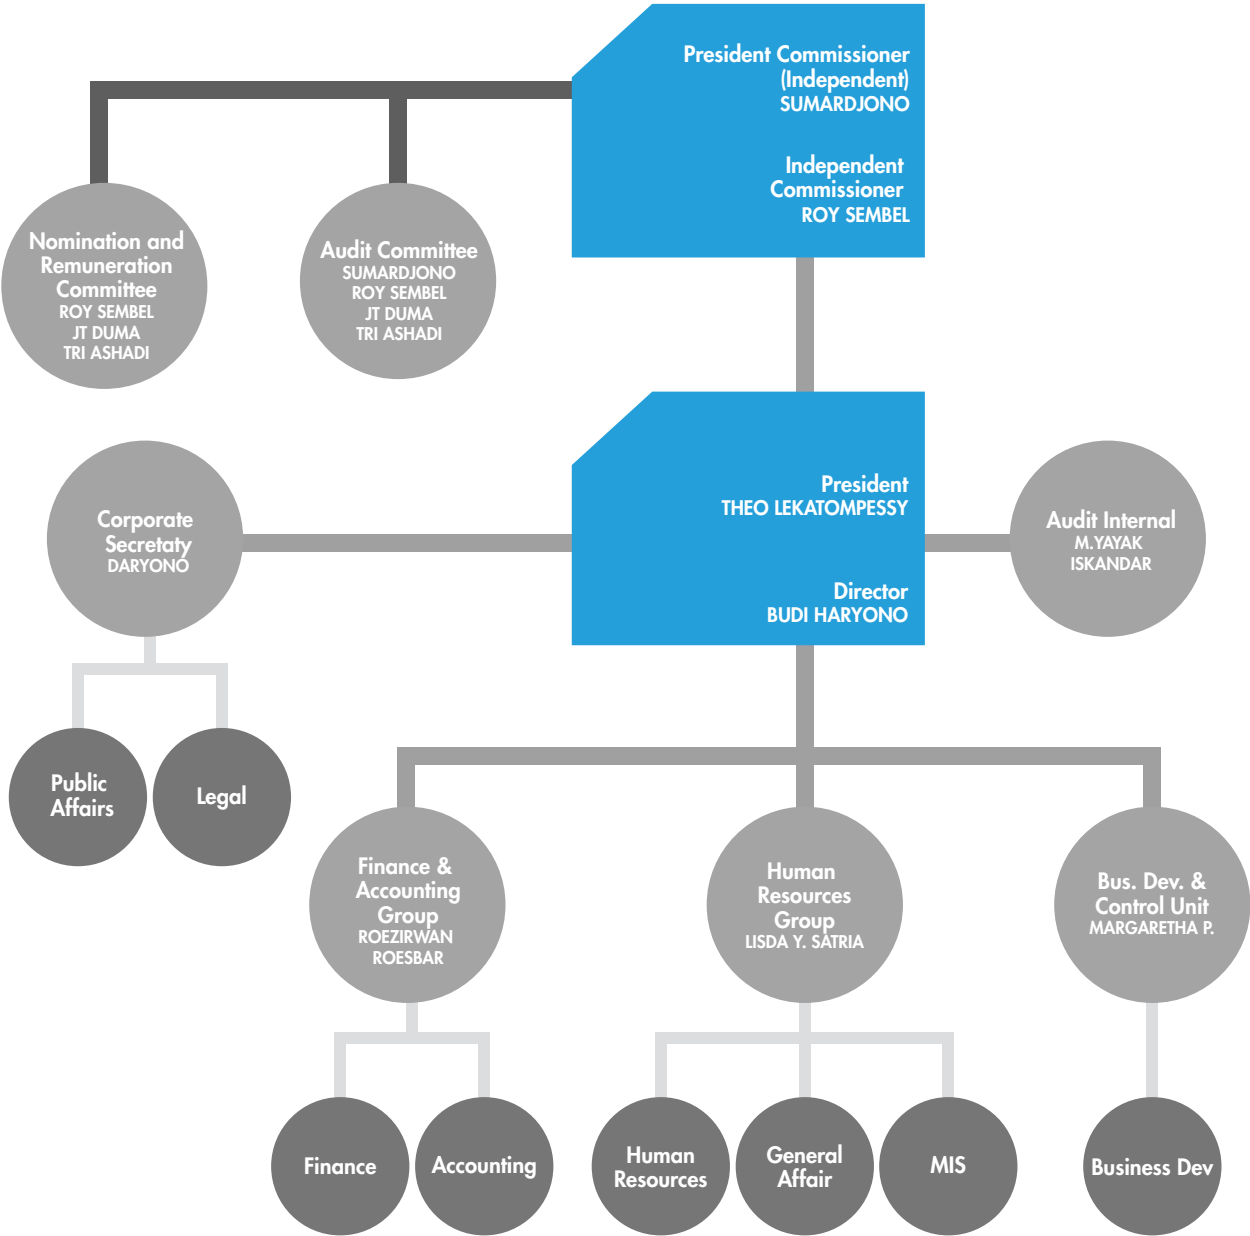 President Commissioner
(Independent)
SUMARDJONO
Independent
Commissioner
ROY SEMBEL
Nomination and
Remuneration
Committee
ROY SEMBEL
JT DUMA
TRI ASHADI
Audit Committee
SUMARDJONO
ROY SEMBEL
JT DUMA
TRI ASHADI
President
THEO LEKATOMPESSY
Director
BUDI HARYONO
Corporate
Secretaty
DARYONO
Audit Internal
M.YAYAK
ISKANDAR
Public
Affairs
Legal
Finance &
Accounting
Group
ROEZIRWAN
ROESBAR
Human
Resources
Group
LISDA Y. SATRIA
Bus. Dev. &
Control Unit
MARGARETHA P.
Finance
Accounting
Human
Resources
General
Affair
MIS
Business Dev